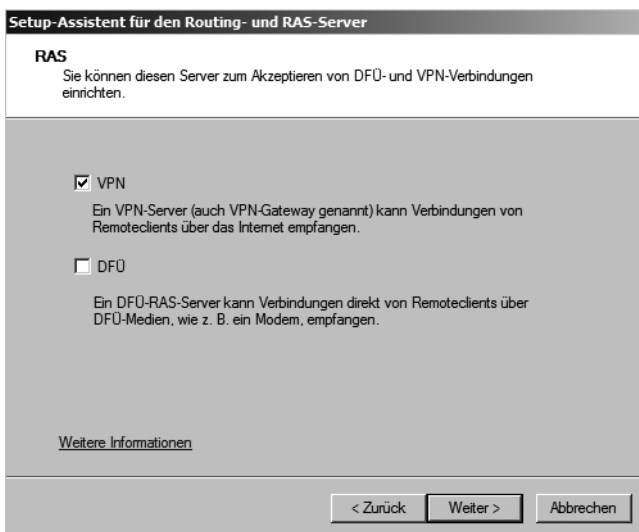 Setup-Assistent für den Routing- und RAS-Server
RAS
Sie können diesen Server zum Akzeptieren von DFÜ- und VPN-Verbindungen
einrichten.
VPN
Ein VPN-Server (auch VPN-Gateway genannt) kann Verbindungen von
Remoteclients über das Internet empfangen.
DFÜ
Ein DFÜ-RAS-Server kann Verbindungen direkt von Remoteclients über
DFÜ-Medien, wie z. B. ein Modem, empfangen.
Weitere Informationen
< Zurück Weiter > Abbrechen